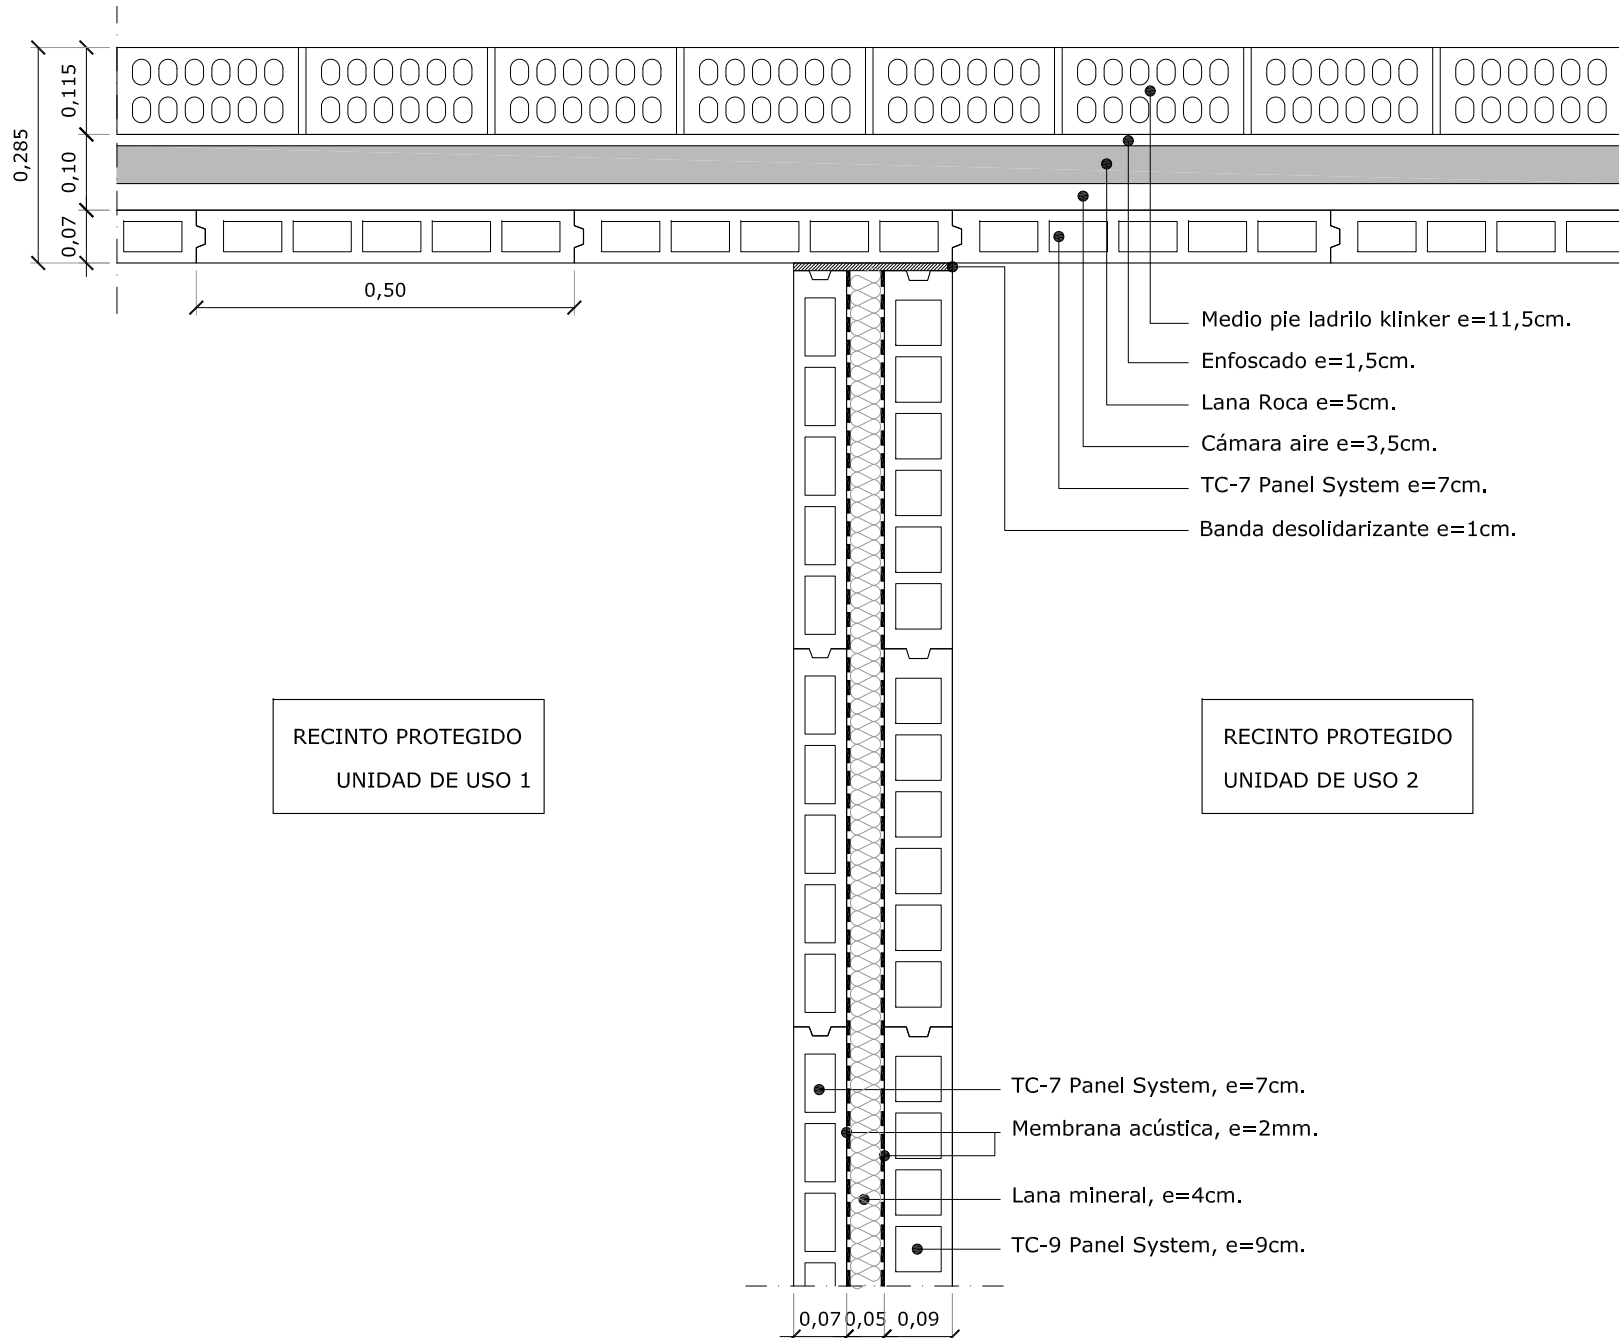 0,115
0,285
0,10
0,07
0,50
Medio pie ladrilo klinker e=11,5cm.
Enfoscado e=1,5cm.
Lana Roca e=5cm.
Cámara aire e=3,5cm.
TC-7 Panel System e=7cm.
Banda desolidarizante e=1cm.
RECINTO PROTEGIDO
UNIDAD DE USO 1
RECINTO PROTEGIDO
UNIDAD DE USO 2
TC-7 Panel System, e=7cm.
Membrana acústica, e=2mm.
Lana mineral, e=4cm.
TC-9 Panel System, e=9cm.
0,07 0,05 0,09